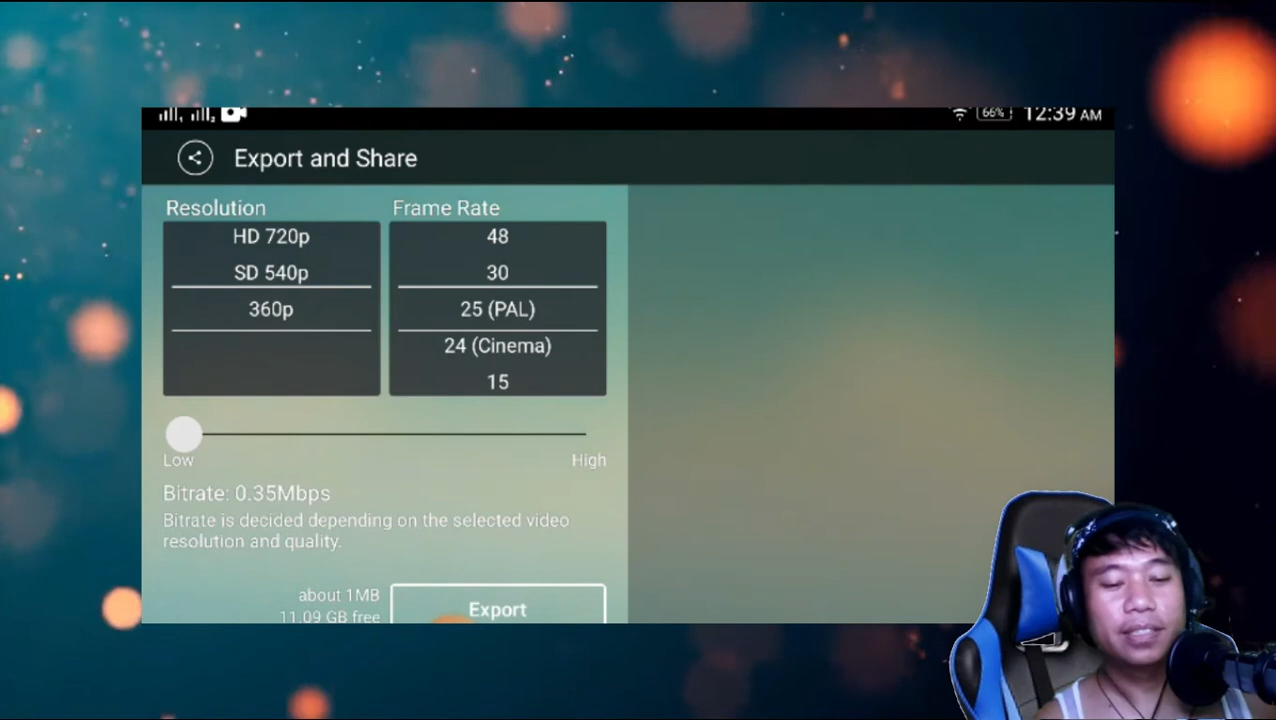 66% 12:39 AM
Export and Share
Resolution
Frame Rate
HD 720p
SD 540p
360p
48
30
25 (PAL)
24 (Cinema)
15
Low
High
Bitrate: 0.35Mbps
Bitrate is decided depending on the selected video
resolution and quality.
about 1MB
11.09 GB free
Export